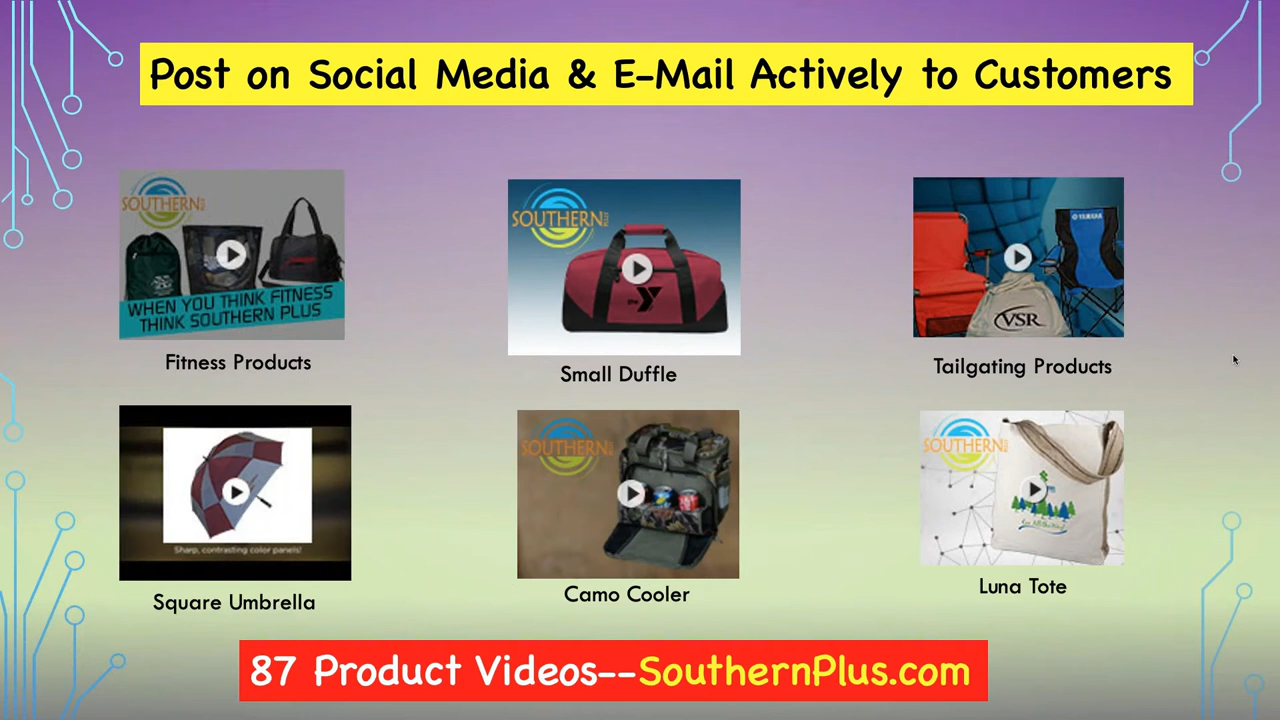 Post on Social Media & E-Mail Actively to Customers
SOUTHERN
WHEN YOU THINK FITNESS
THINK SOUTHERN PLUS
Fitness Products
SOUTHERN
the Y
Small Duffle
YAMAHA
VSR
Tailgating Products
Sharp, contrasting color panels!
Square Umbrella
SOUTHERN
Camo Cooler
SOUTHERN
Luna Tote
87 Product Videos--SouthernPlus.com